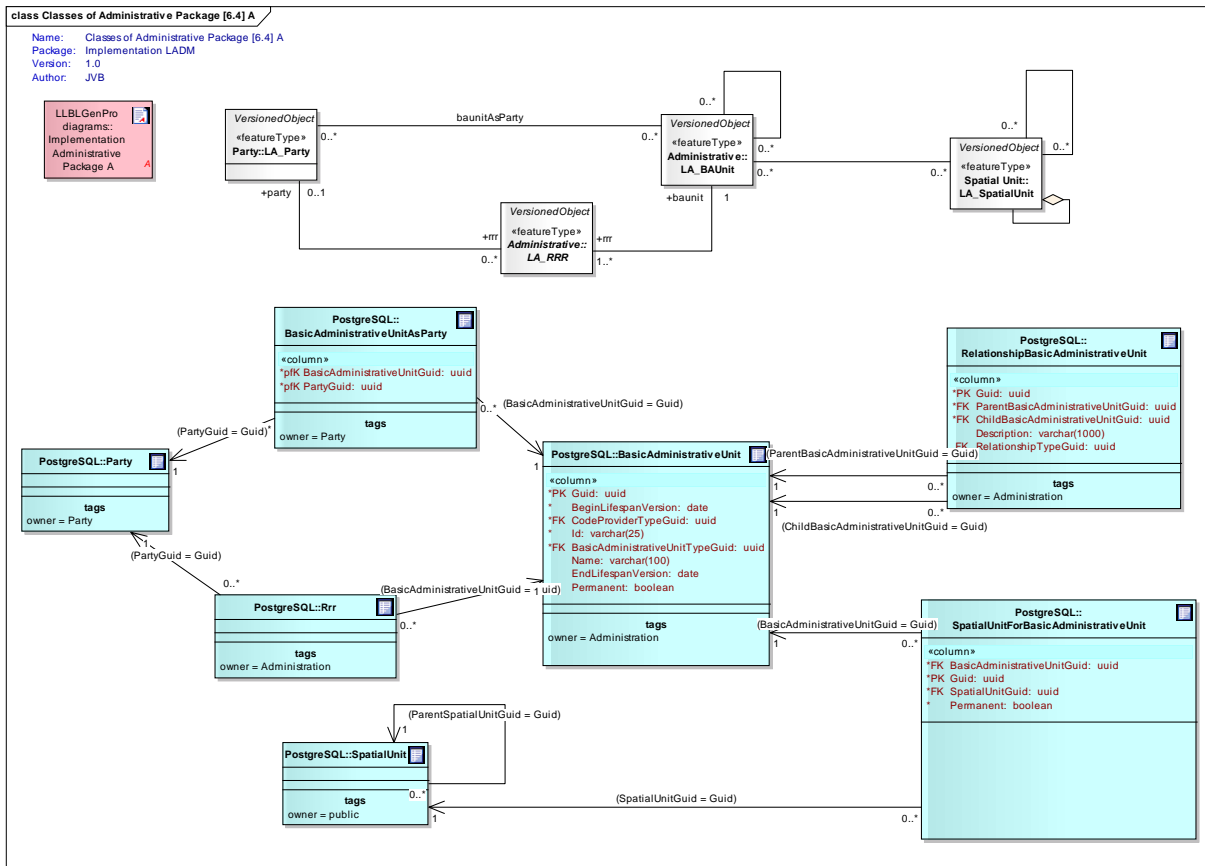 class Classes of Administrative Package [6.4] A
Name: Classes of Administrative Package [6.4] A
Package: Implementation LADM
Version: 1.0
Author: JVB
LLBLGenPro
diagrams::
Implementation
Administrative
Package A
A
VersionedObject
«featureType»
Party::LA_Party
0..*
baunitAsParty
0..*
+party
0..1
VersionedObject
«featureType»
Administrative::
LA_BAUnit
0..*
0..*
0..*
0..*
+baunit
1
VersionedObject
«featureType»
Spatial Unit::
LA_SpatialUnit
0..*
0..*
VersionedObject
«featureType»
Administrative::
LA_RRR
+rrr
0..*
+rrr
1..*
PostgreSQL::
BasicAdministrativeUnitAsParty
«column»
*pfK BasicAdministrativeUnitGuid: uuid
*pfK PartyGuid: uuid
tags
owner = Party
0..*
(BasicAdministrativeUnitGuid = Guid)
1
(PartyGuid = Guid)*
1
PostgreSQL::Party
tags
owner = Party
1
(PartyGuid = Guid)
0..*
PostgreSQL::Rrr
tags
owner = Administration
(BasicAdministrativeUnitGuid = Guid)
0..*
1
PostgreSQL::BasicAdministrativeUnit
«column»
*PK Guid: uuid
* BeginLifespanVersion: date
*FK CodeProviderTypeGuid: uuid
* Id: varchar(25)
*FK BasicAdministrativeUnitTypeGuid: uuid
Name: varchar(100)
EndLifespanVersion: date
Permanent: boolean
tags
owner = Administration
PostgreSQL::
RelationshipBasicAdministrativeUnit
«column»
*PK Guid: uuid
*FK ParentBasicAdministrativeUnitGuid: uuid
*FK ChildBasicAdministrativeUnitGuid: uuid
Description: varchar(1000)
FK RelationshipTypeGuid: uuid
tags
owner = Administration
(ParentBasicAdministrativeUnitGuid = Guid)
1
0..*
1
0..*
(ChildBasicAdministrativeUnitGuid = Guid)
PostgreSQL::
SpatialUnitForBasicAdministrativeUnit
«column»
*FK BasicAdministrativeUnitGuid: uuid
*PK Guid: uuid
*FK SpatialUnitGuid: uuid
* Permanent: boolean
(BasicAdministrativeUnitGuid = Guid)
1
0..*
(ParentSpatialUnitGuid = Guid)
1
PostgreSQL::SpatialUnit
0..*
tags
owner = public
(SpatialUnitGuid = Guid)
1
0..*